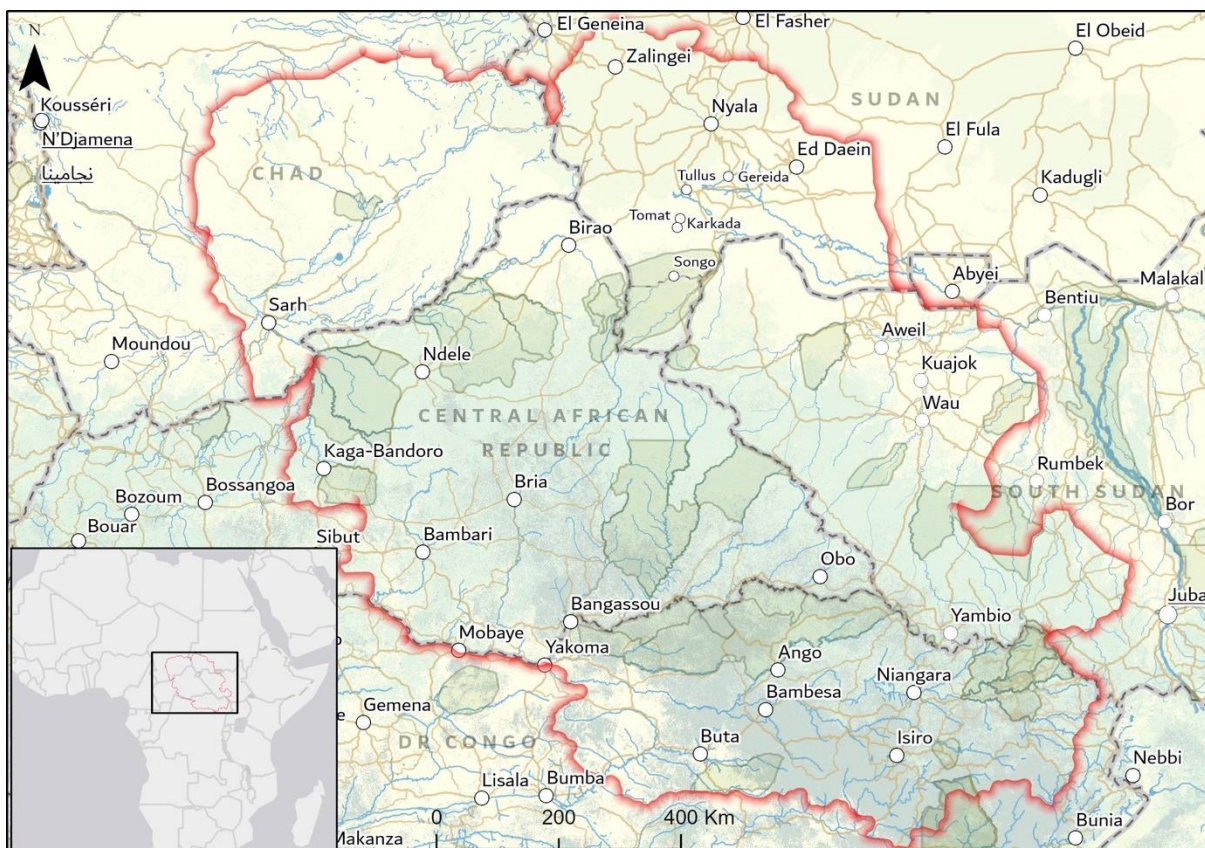 El Geneina
El Fasher
El Obeid
Zalingei
N
SUDAN
Kousséri
N'Djamena
نجامينا
Nyala
El Fula
CHAD
Ed Daein
Tullus
Gereida
Kadugli
Tomat
Karkada
Birao
Songo
Abyei
Malakal
Bentiu
Sarh
Aweil
Moundou
Ndele
Kuajok
CENTRAL AFRICAN
REPUBLIC
Wau
Kaga-Bandoro
Rumbek
Bria
SOUTH SUDAN
Bossangoa
Bozoum
Bouar
Bor
Sibut
Bambari
Obo
Bangassou
Yambio
Juba
Mobaye
Yakoma
Ango
Niangara
Bambesa
Gemena
DR CONGO
Buta
Isiro
Nebbi
Lisala
Bumba
Bunia
Makanza
0 200 400 Km